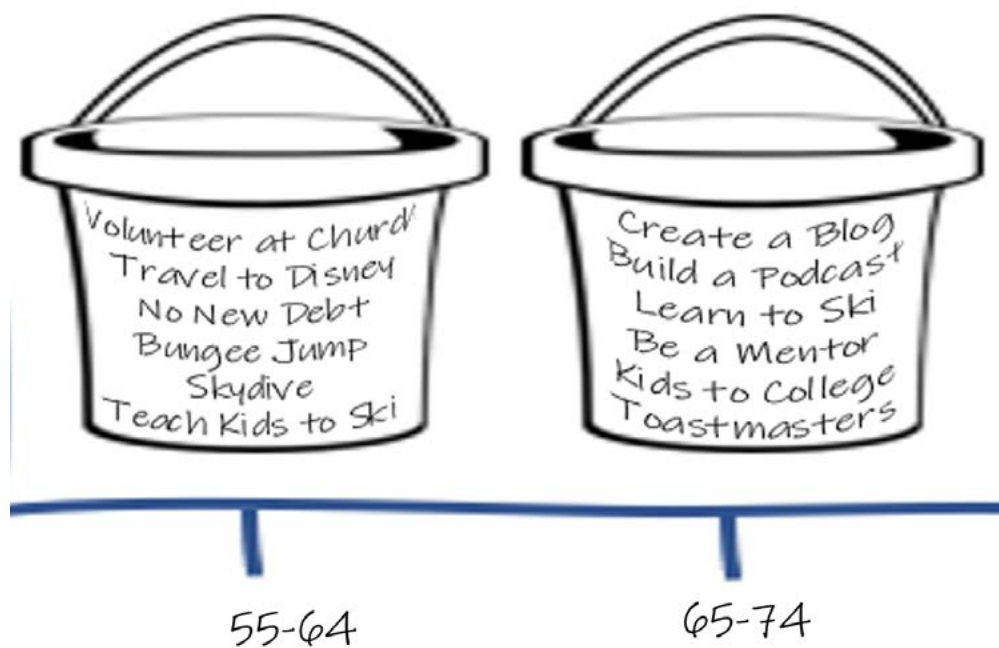 Volunteer at Church
Travel to Disney
No New Debt
Bungee Jump
Skydive
Teach Kids to Ski
Create a Blog
Build a Podcast
Learn to Ski
Be a Mentor
Kids to College
Toastmasters
55-64
65-74